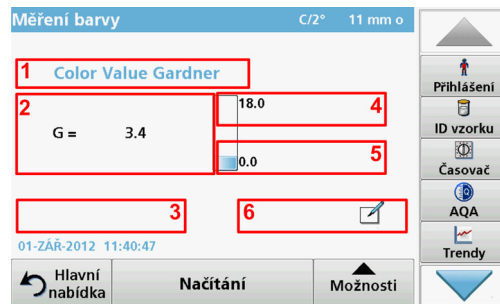 Měření barvy C/2° 11 mm o
1 Color Value Gardner
2
G = 3.4
18.0 4
0.0 5
3
6
01-ZÁŘ-2012 11:40:47
Hlavní
nabídka
Načítání
Možnosti
Přihlášení
ID vzorku
Časovač
AQA
Trendy